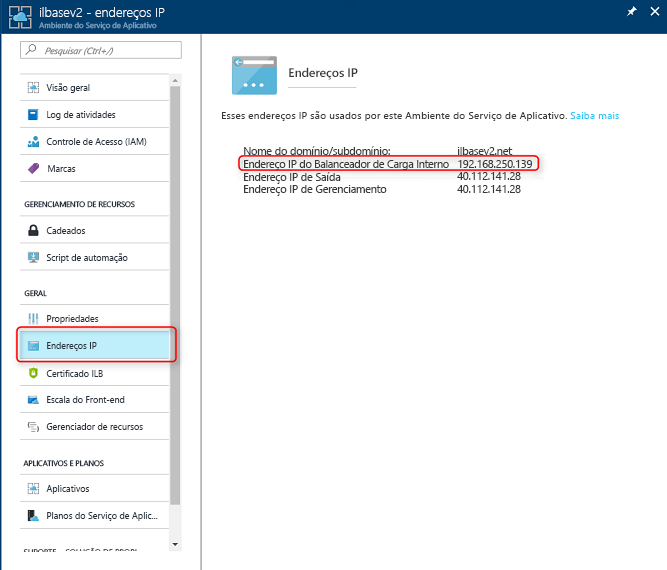 ilbasev2 - endereços IP
Ambiente do Serviço de Aplicativo
Pesquisar (Ctrl+/)
Visão geral
Log de atividades
Controle de Acesso (IAM)
Marcas
GERENCIAMENTO DE RECURSOS
Cadeados
Script de automação
GERAL
Propriedades
Endereços IP
Certificado ILB
Escala do Front-end
Gerenciador de recursos
APLICATIVOS E PLANOS
Aplicativos
Planos do Serviço de Aplic...
Endereços IP
Esses endereços IP são usados por este Ambiente do Serviço de Aplicativo. Saiba mais
Nome do domínio/subdomínio: ilbasev2.net
Endereço IP do Balanceador de Carga Interno 192.168.250.139
Endereço IP de Saída 40.112.141.28
Endereço IP de Gerenciamento 40.112.141.28